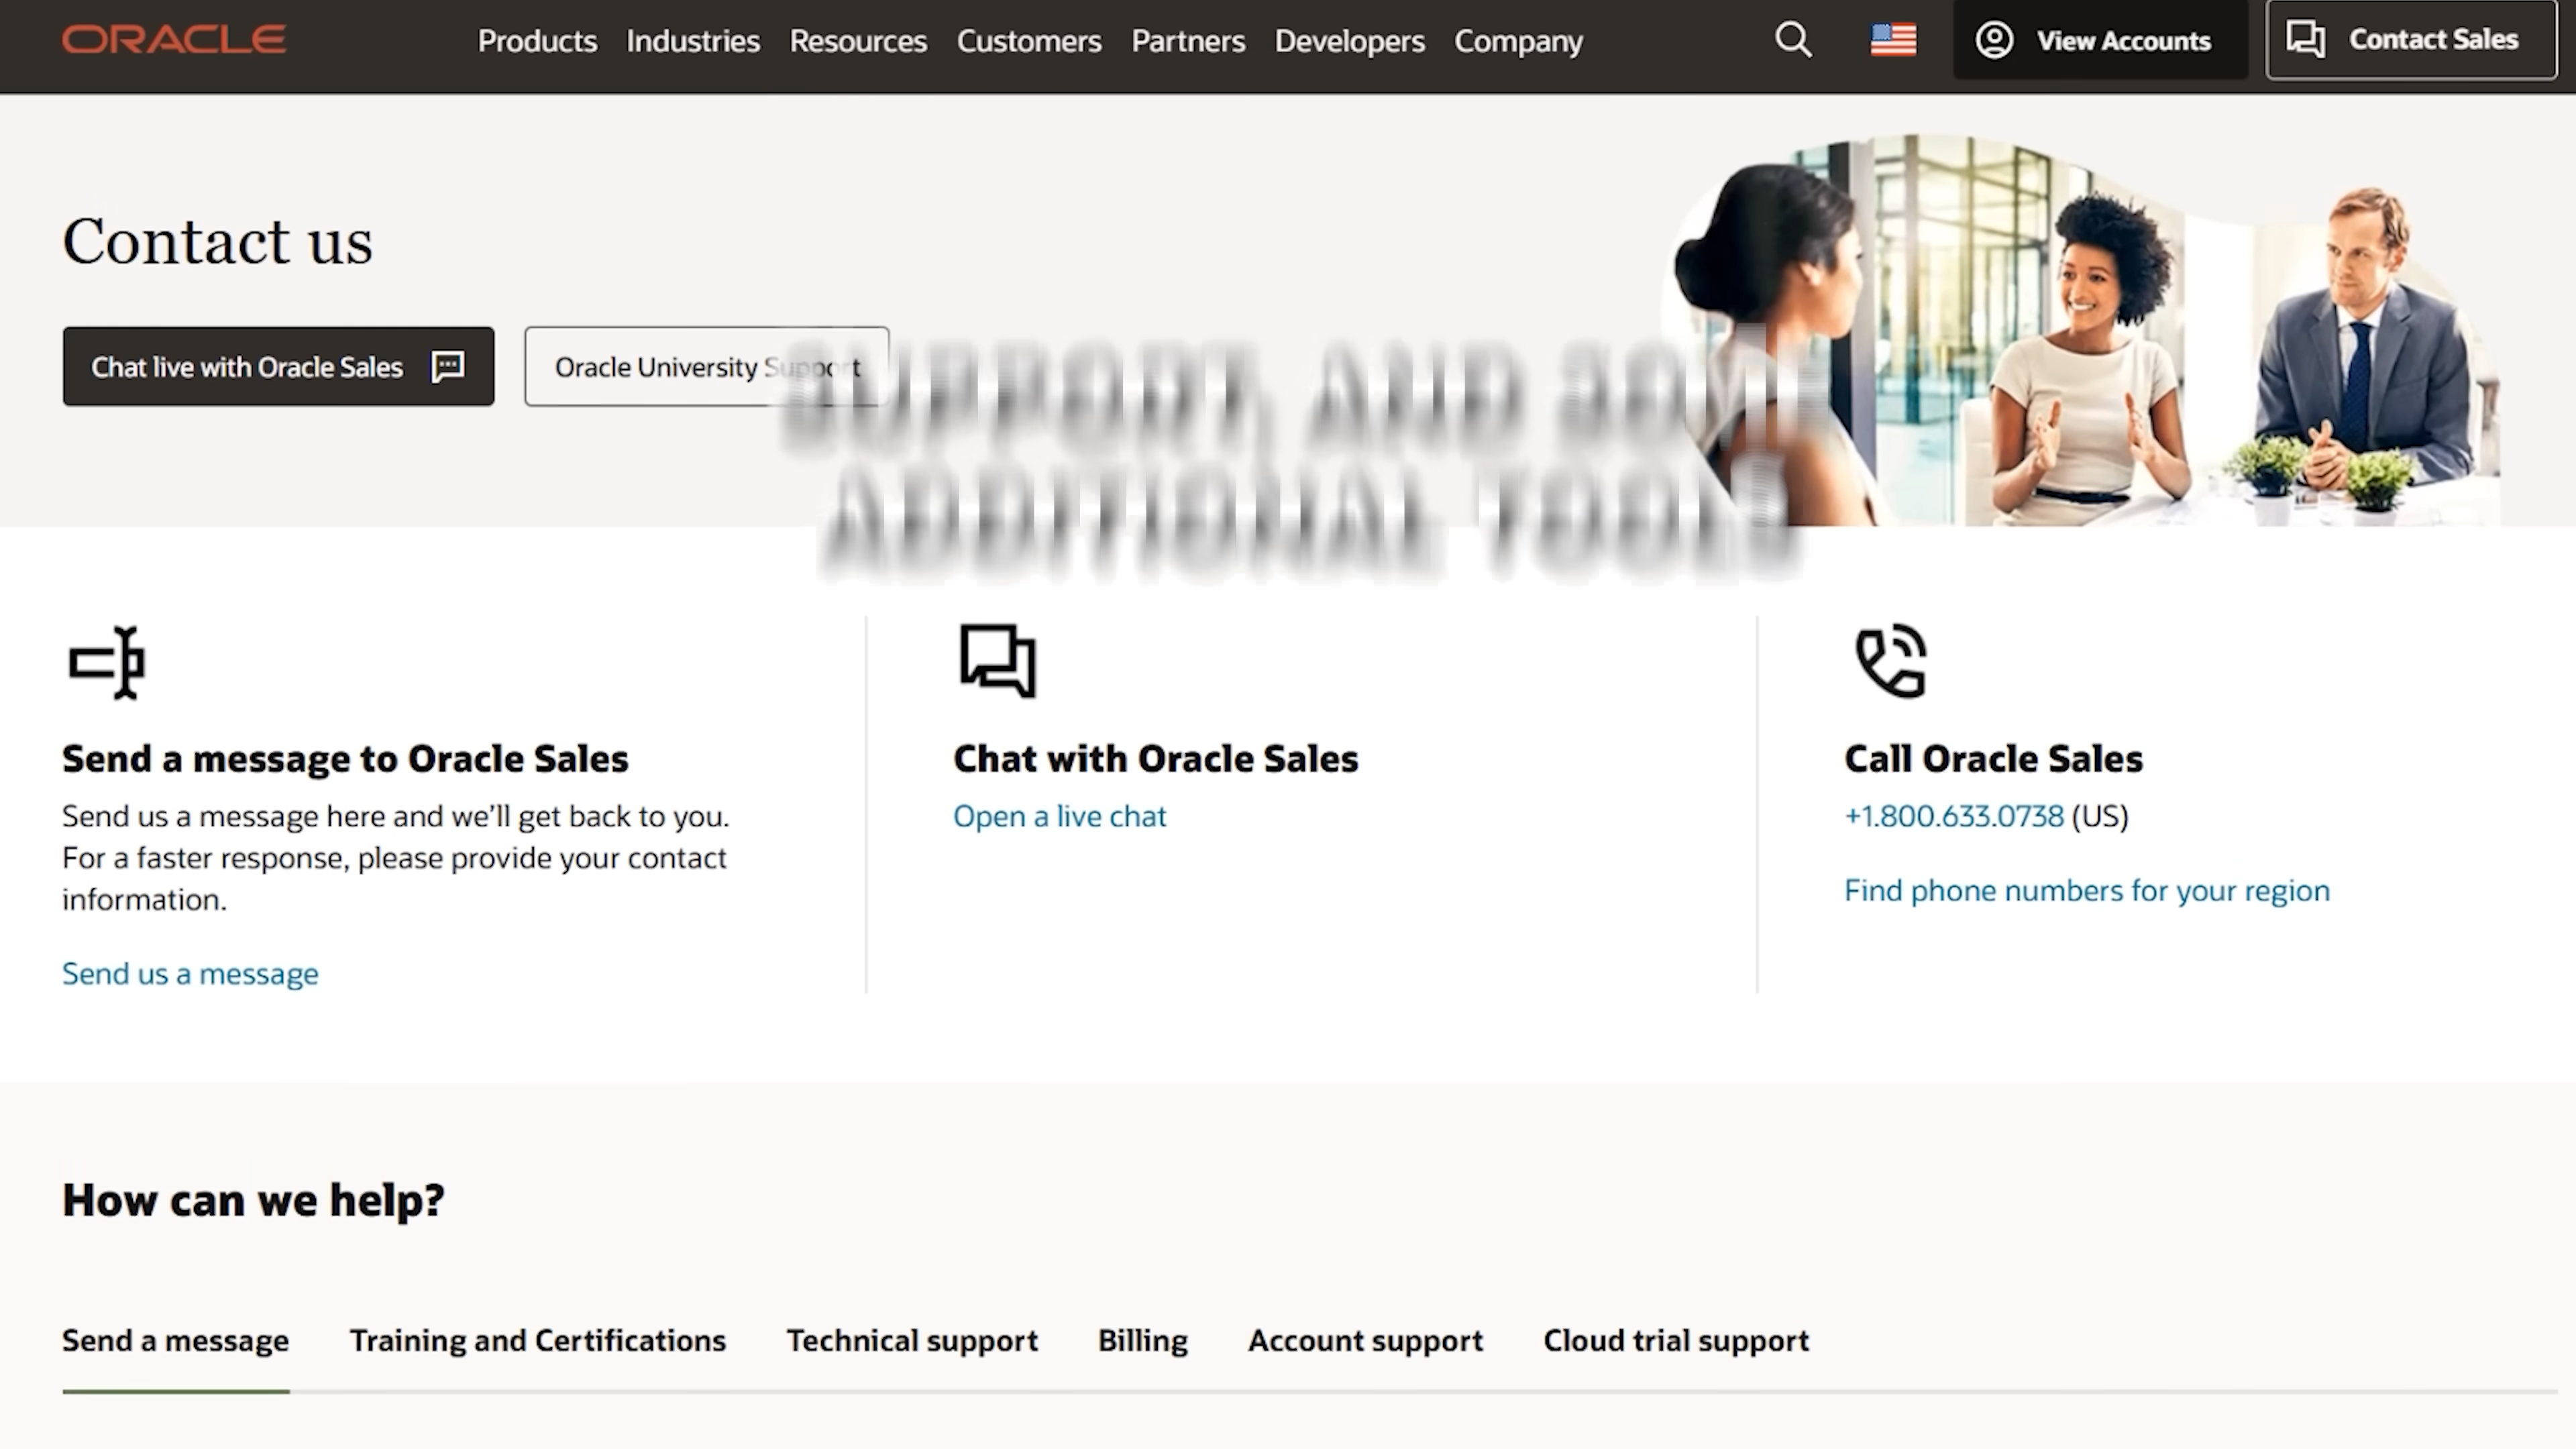 ORACLE
Products Industries Resources Customers Partners Developers Company
View Accounts
Contact Sales
Contact us
Chat live with Oracle Sales
Oracle University Support
SUPPORT, AND SOME
ADDITIONAL TOOLS
Send a message to Oracle Sales
Send us a message here and we’ll get back to you.
For a faster response, please provide your contact
information.
Send us a message
Chat with Oracle Sales
Open a live chat
Call Oracle Sales
+1.800.633.0738 (US)
Find phone numbers for your region
How can we help?
Send a message Training and Certifications Technical support Billing Account support Cloud trial support